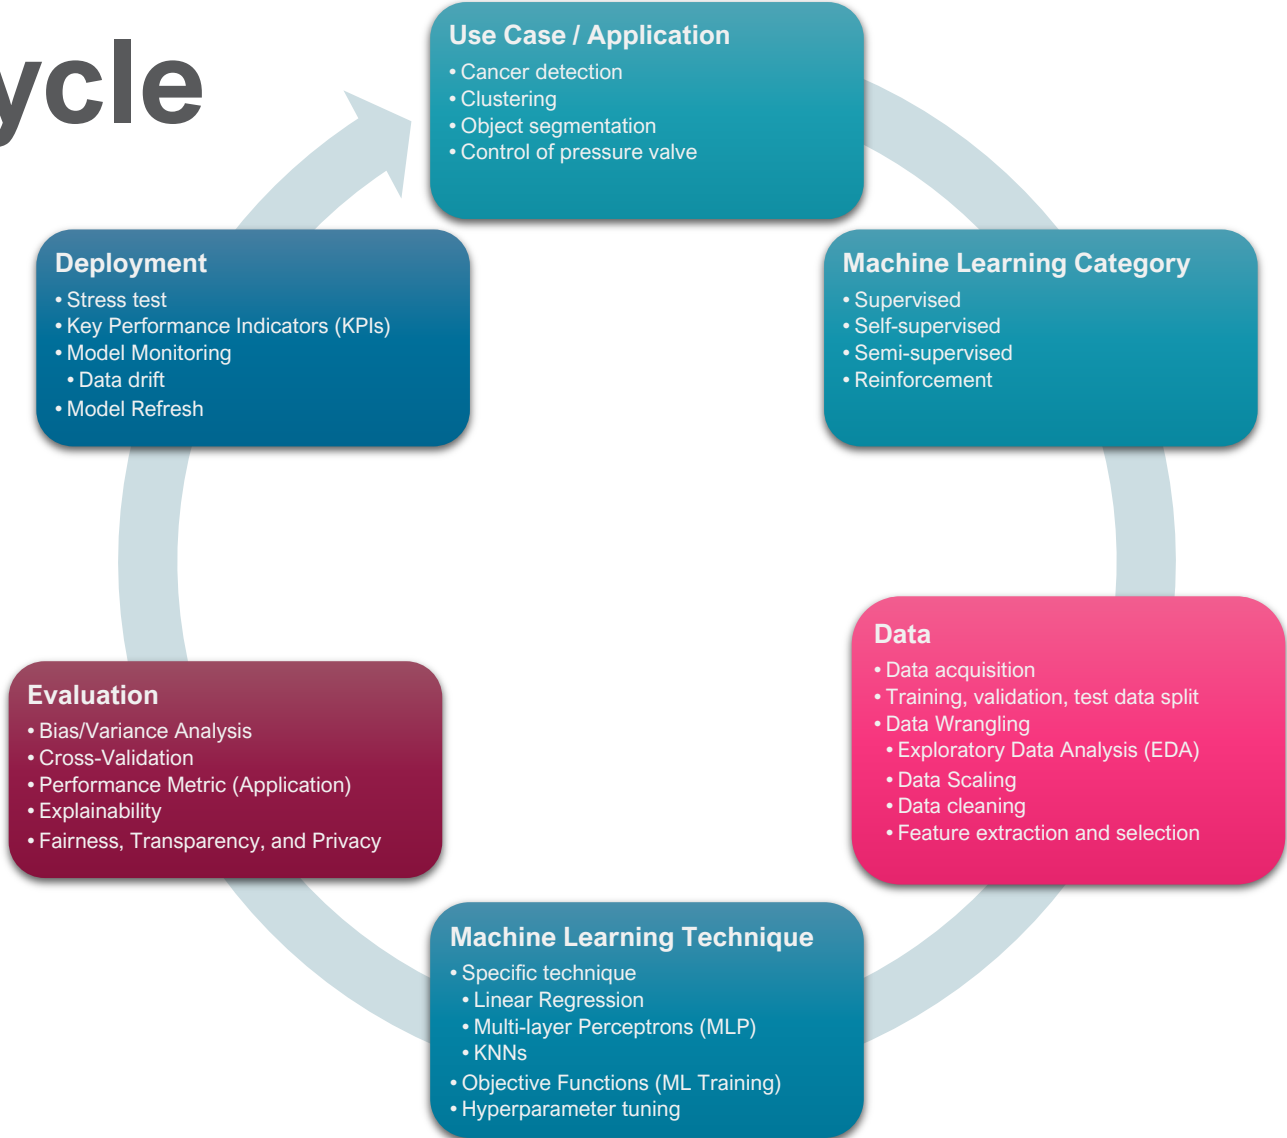 ycle
Use Case / Application
• Cancer detection
• Clustering
• Object segmentation
• Control of pressure valve
Machine Learning Category
• Supervised
• Self-supervised
• Semi-supervised
• Reinforcement
Data
• Data acquisition
• Training, validation, test data split
• Data Wrangling
• Exploratory Data Analysis (EDA)
• Data Scaling
• Data cleaning
• Feature extraction and selection
Machine Learning Technique
• Specific technique
• Linear Regression
• Multi-layer Perceptrons (MLP)
• KNNs
• Objective Functions (ML Training)
• Hyperparameter tuning
Evaluation
• Bias/Variance Analysis
• Cross-Validation
• Performance Metric (Application)
• Explainability
• Fairness, Transparency, and Privacy
Deployment
• Stress test
• Key Performance Indicators (KPIs)
• Model Monitoring
• Data drift
• Model Refresh